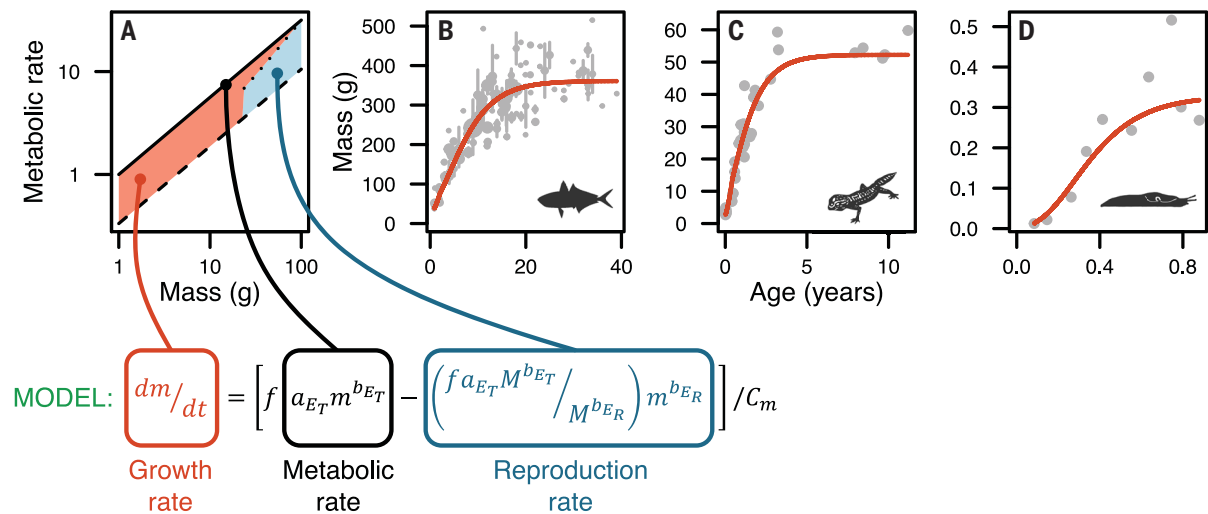 A
Metabolic rate
10
1
1
10
100
Mass (g)
B
Mass (g)
500
400
300
200
100
0
0
20
40
C
60
50
40
30
20
10
0
0
5
10
Age (years)
D
0.5
0.4
0.3
0.2
0.1
0.0
0.0
0.4
0.8
MODEL: dm/dt = [f a_{E_T} m^{b_{E_T}} − (f a_{E_T} M^{b_{E_T}} / M^{b_{E_R}}) m^{b_{E_R}}] / C_m
Growth
rate
Metabolic
rate
Reproduction
rate